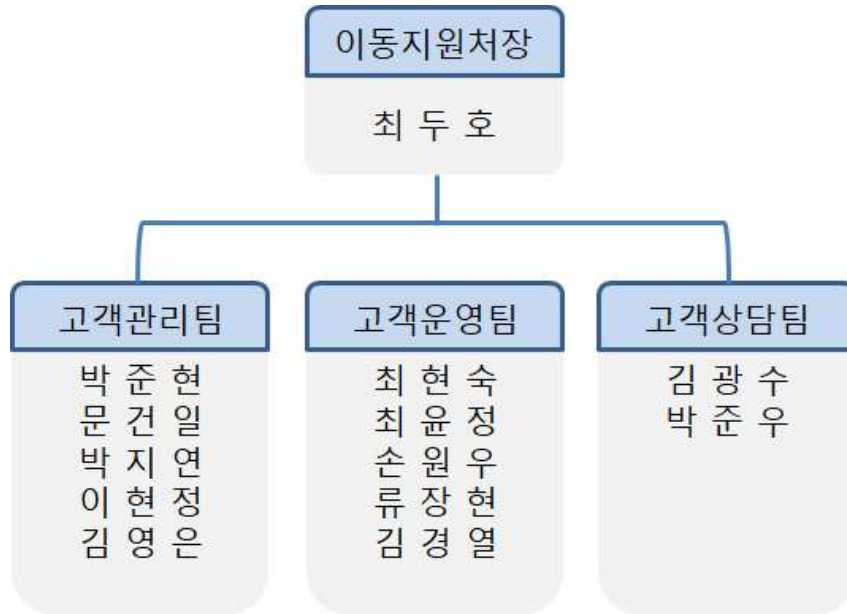 이동지원처장
최 두 호
고객관리팀
박 준 현
문 건 일
박 지 연
이 현 정
김 영 은
고객운영팀
최 현 숙
최 윤 정
손 원 우
류 장 현
김 경 열
고객상담팀
김 광 수
박 준 우